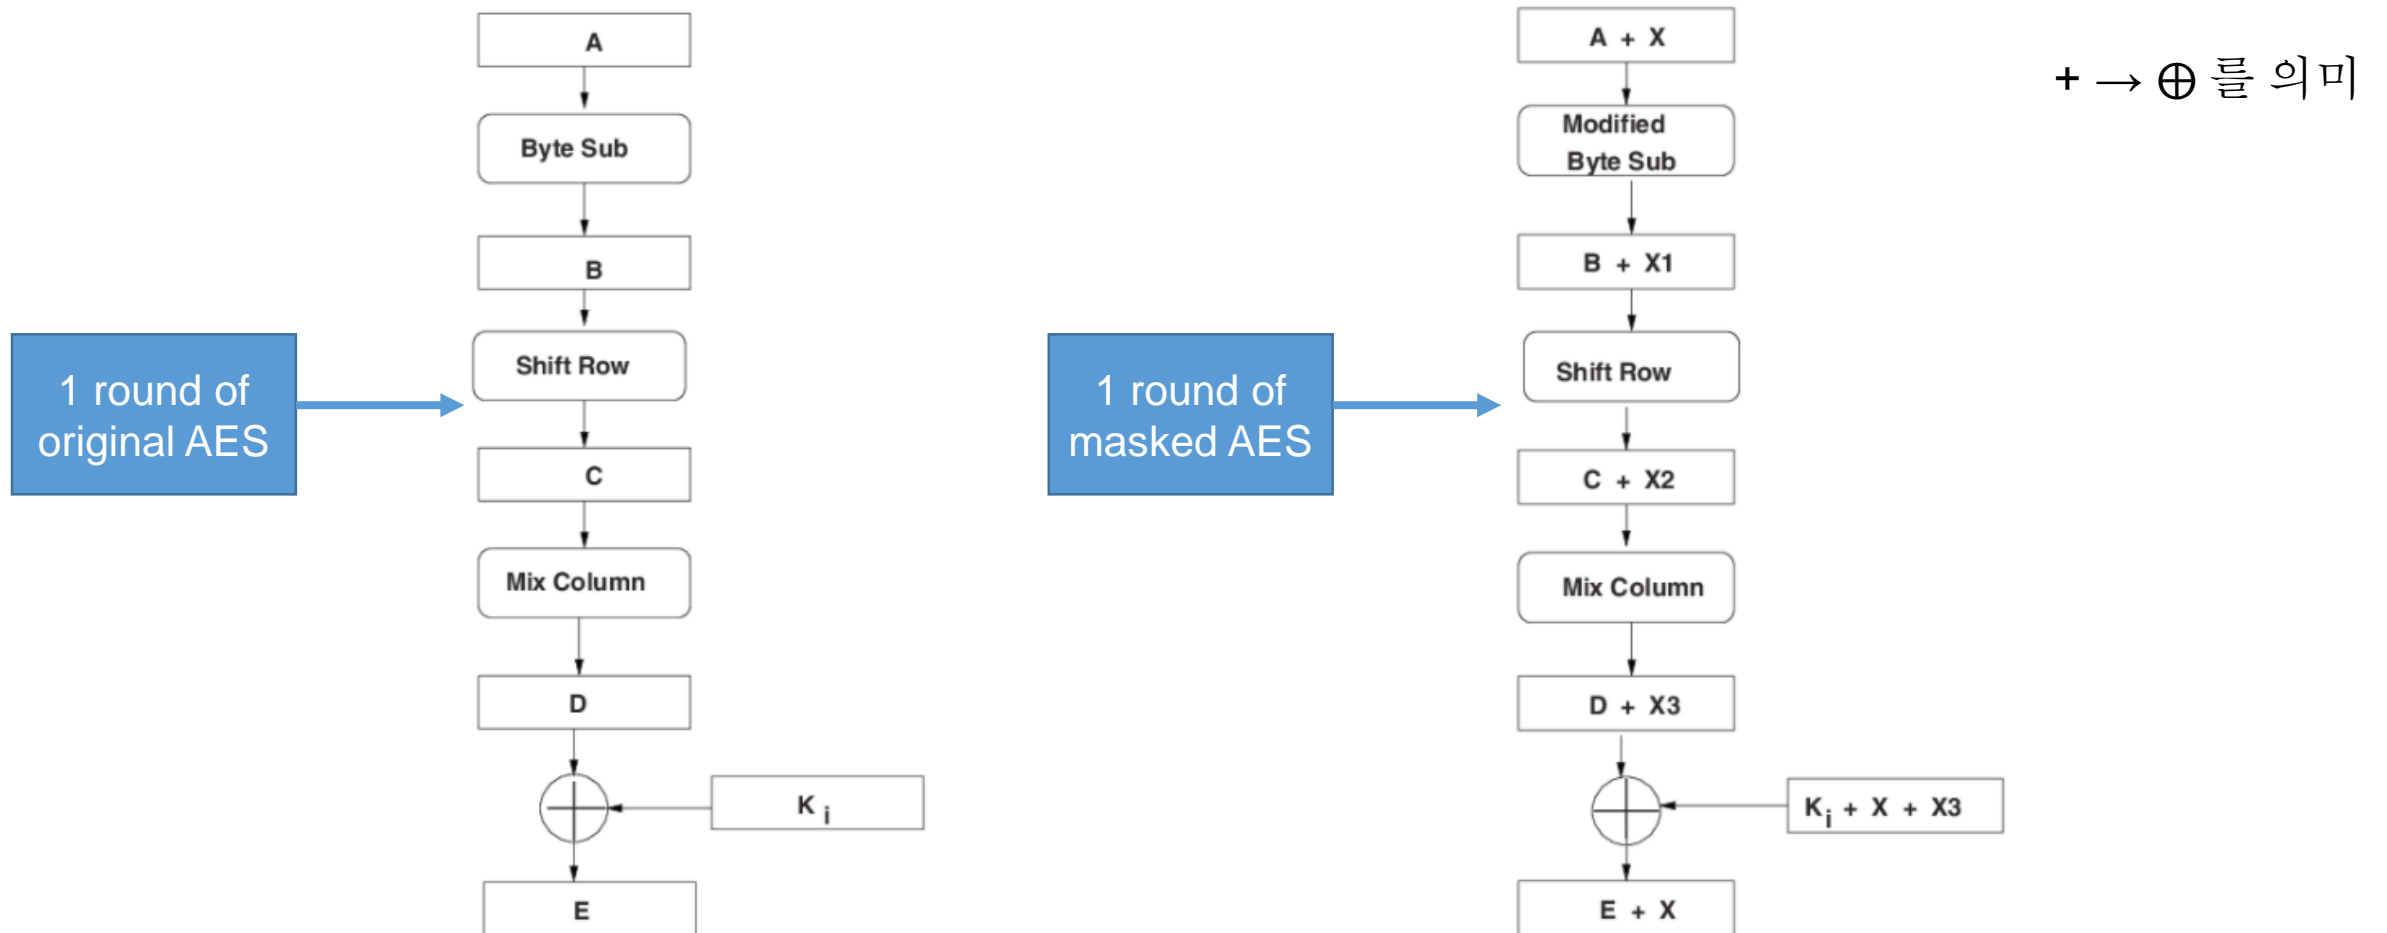 A
Byte Sub
B
Shift Row
C
Mix Column
D
K i
E
1 round of
original AES
A + X
Modified
Byte Sub
B + X1
Shift Row
C + X2
Mix Column
D + X3
K i + X + X3
E + X
1 round of
masked AES
+ → ⊕ 를 의미